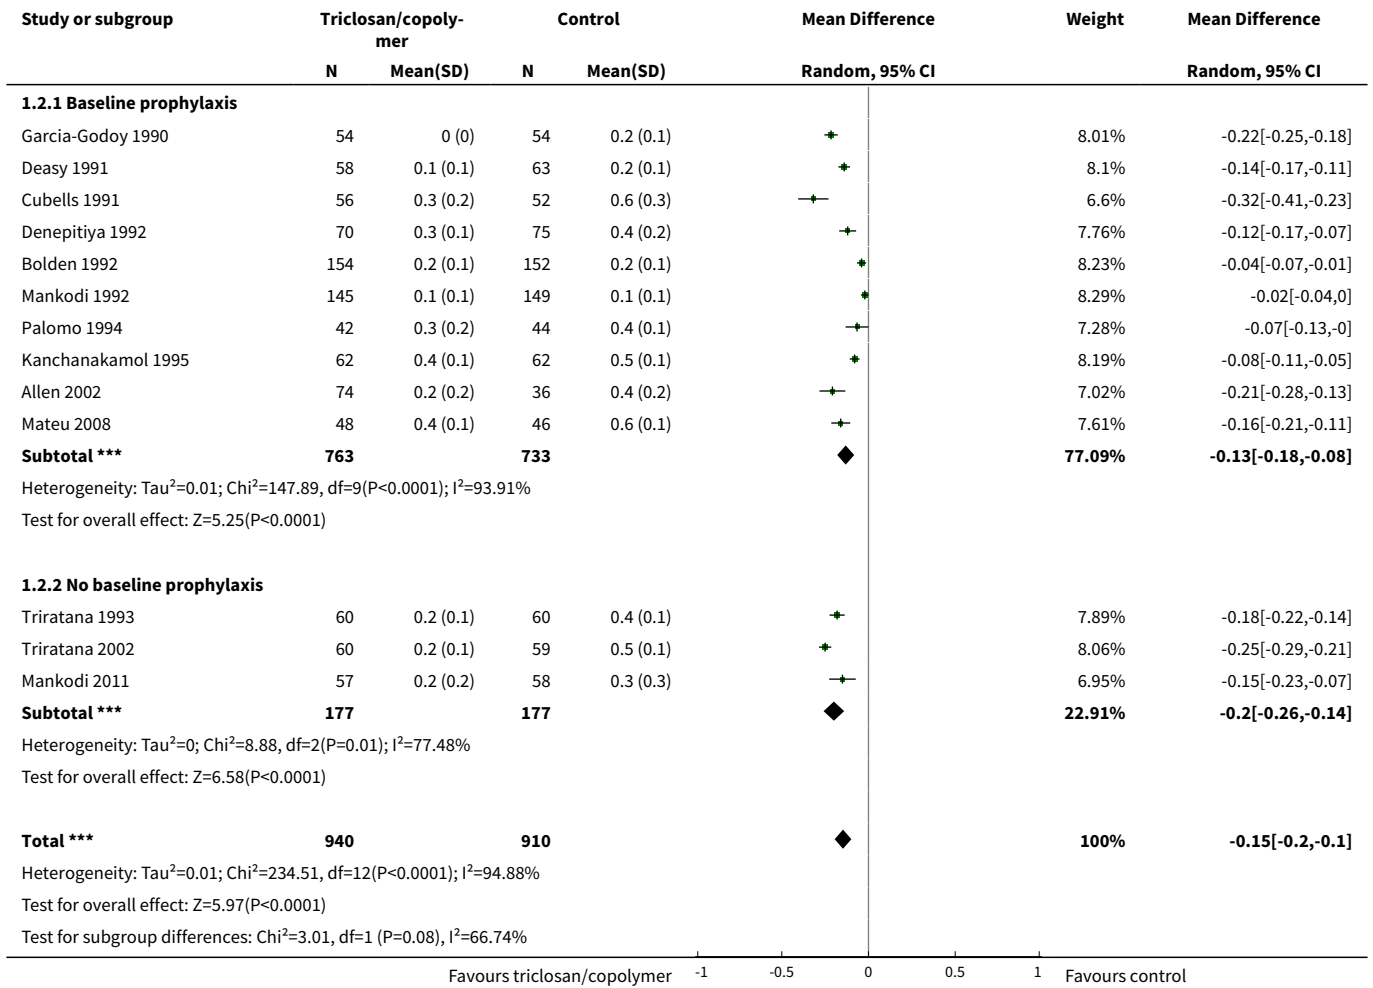 Study or subgroup Triclosan/copoly- Control Mean Difference Weight Mean Difference
mer
N Mean(SD) N Mean(SD) Random, 95% CI Random, 95% CI
1.2.1 Baseline prophylaxis
Garcia-Godoy 1990 54 0 (0) 54 0.2 (0.1) 8.01% -0.22[-0.25,-0.18]
Deasy 1991 58 0.1 (0.1) 63 0.2 (0.1) 8.1% -0.14[-0.17,-0.11]
Cubells 1991 56 0.3 (0.2) 52 0.6 (0.3) 6.6% -0.32[-0.41,-0.23]
Denepitiya 1992 70 0.3 (0.1) 75 0.4 (0.2) 7.76% -0.12[-0.17,-0.07]
Bolden 1992 154 0.2 (0.1) 152 0.2 (0.1) 8.23% -0.04[-0.07,-0.01]
Mankodi 1992 145 0.1 (0.1) 149 0.1 (0.1) 8.29% -0.02[-0.04,0]
Palomo 1994 42 0.3 (0.2) 44 0.4 (0.1) 7.28% -0.07[-0.13,-0]
Kanchanakamol 1995 62 0.4 (0.1) 62 0.5 (0.1) 8.19% -0.08[-0.11,-0.05]
Allen 2002 74 0.2 (0.2) 36 0.4 (0.2) 7.02% -0.21[-0.28,-0.13]
Mateu 2008 48 0.4 (0.1) 46 0.6 (0.1) 7.61% -0.16[-0.21,-0.11]
Subtotal *** 763 733 77.09% -0.13[-0.18,-0.08]
Heterogeneity: Tau²=0.01; Chi²=147.89, df=9(P<0.0001); I²=93.91%
Test for overall effect: Z=5.25(P<0.0001)
1.2.2 No baseline prophylaxis
Triratana 1993 60 0.2 (0.1) 60 0.4 (0.1) 7.89% -0.18[-0.22,-0.14]
Triratana 2002 60 0.2 (0.1) 59 0.5 (0.1) 8.06% -0.25[-0.29,-0.21]
Mankodi 2011 57 0.2 (0.2) 58 0.3 (0.3) 6.95% -0.15[-0.23,-0.07]
Subtotal *** 177 177 22.91% -0.2[-0.26,-0.14]
Heterogeneity: Tau²=0; Chi²=8.88, df=2(P=0.01); I²=77.48%
Test for overall effect: Z=6.58(P<0.0001)
Total *** 940 910 100% -0.15[-0.2,-0.1]
Heterogeneity: Tau²=0.01; Chi²=234.51, df=12(P<0.0001); I²=94.88%
Test for overall effect: Z=5.97(P<0.0001)
Test for subgroup differences: Chi²=3.01, df=1 (P=0.08), I²=66.74%
Favours triclosan/copolymer -1 -0.5 0 0.5 1 Favours control